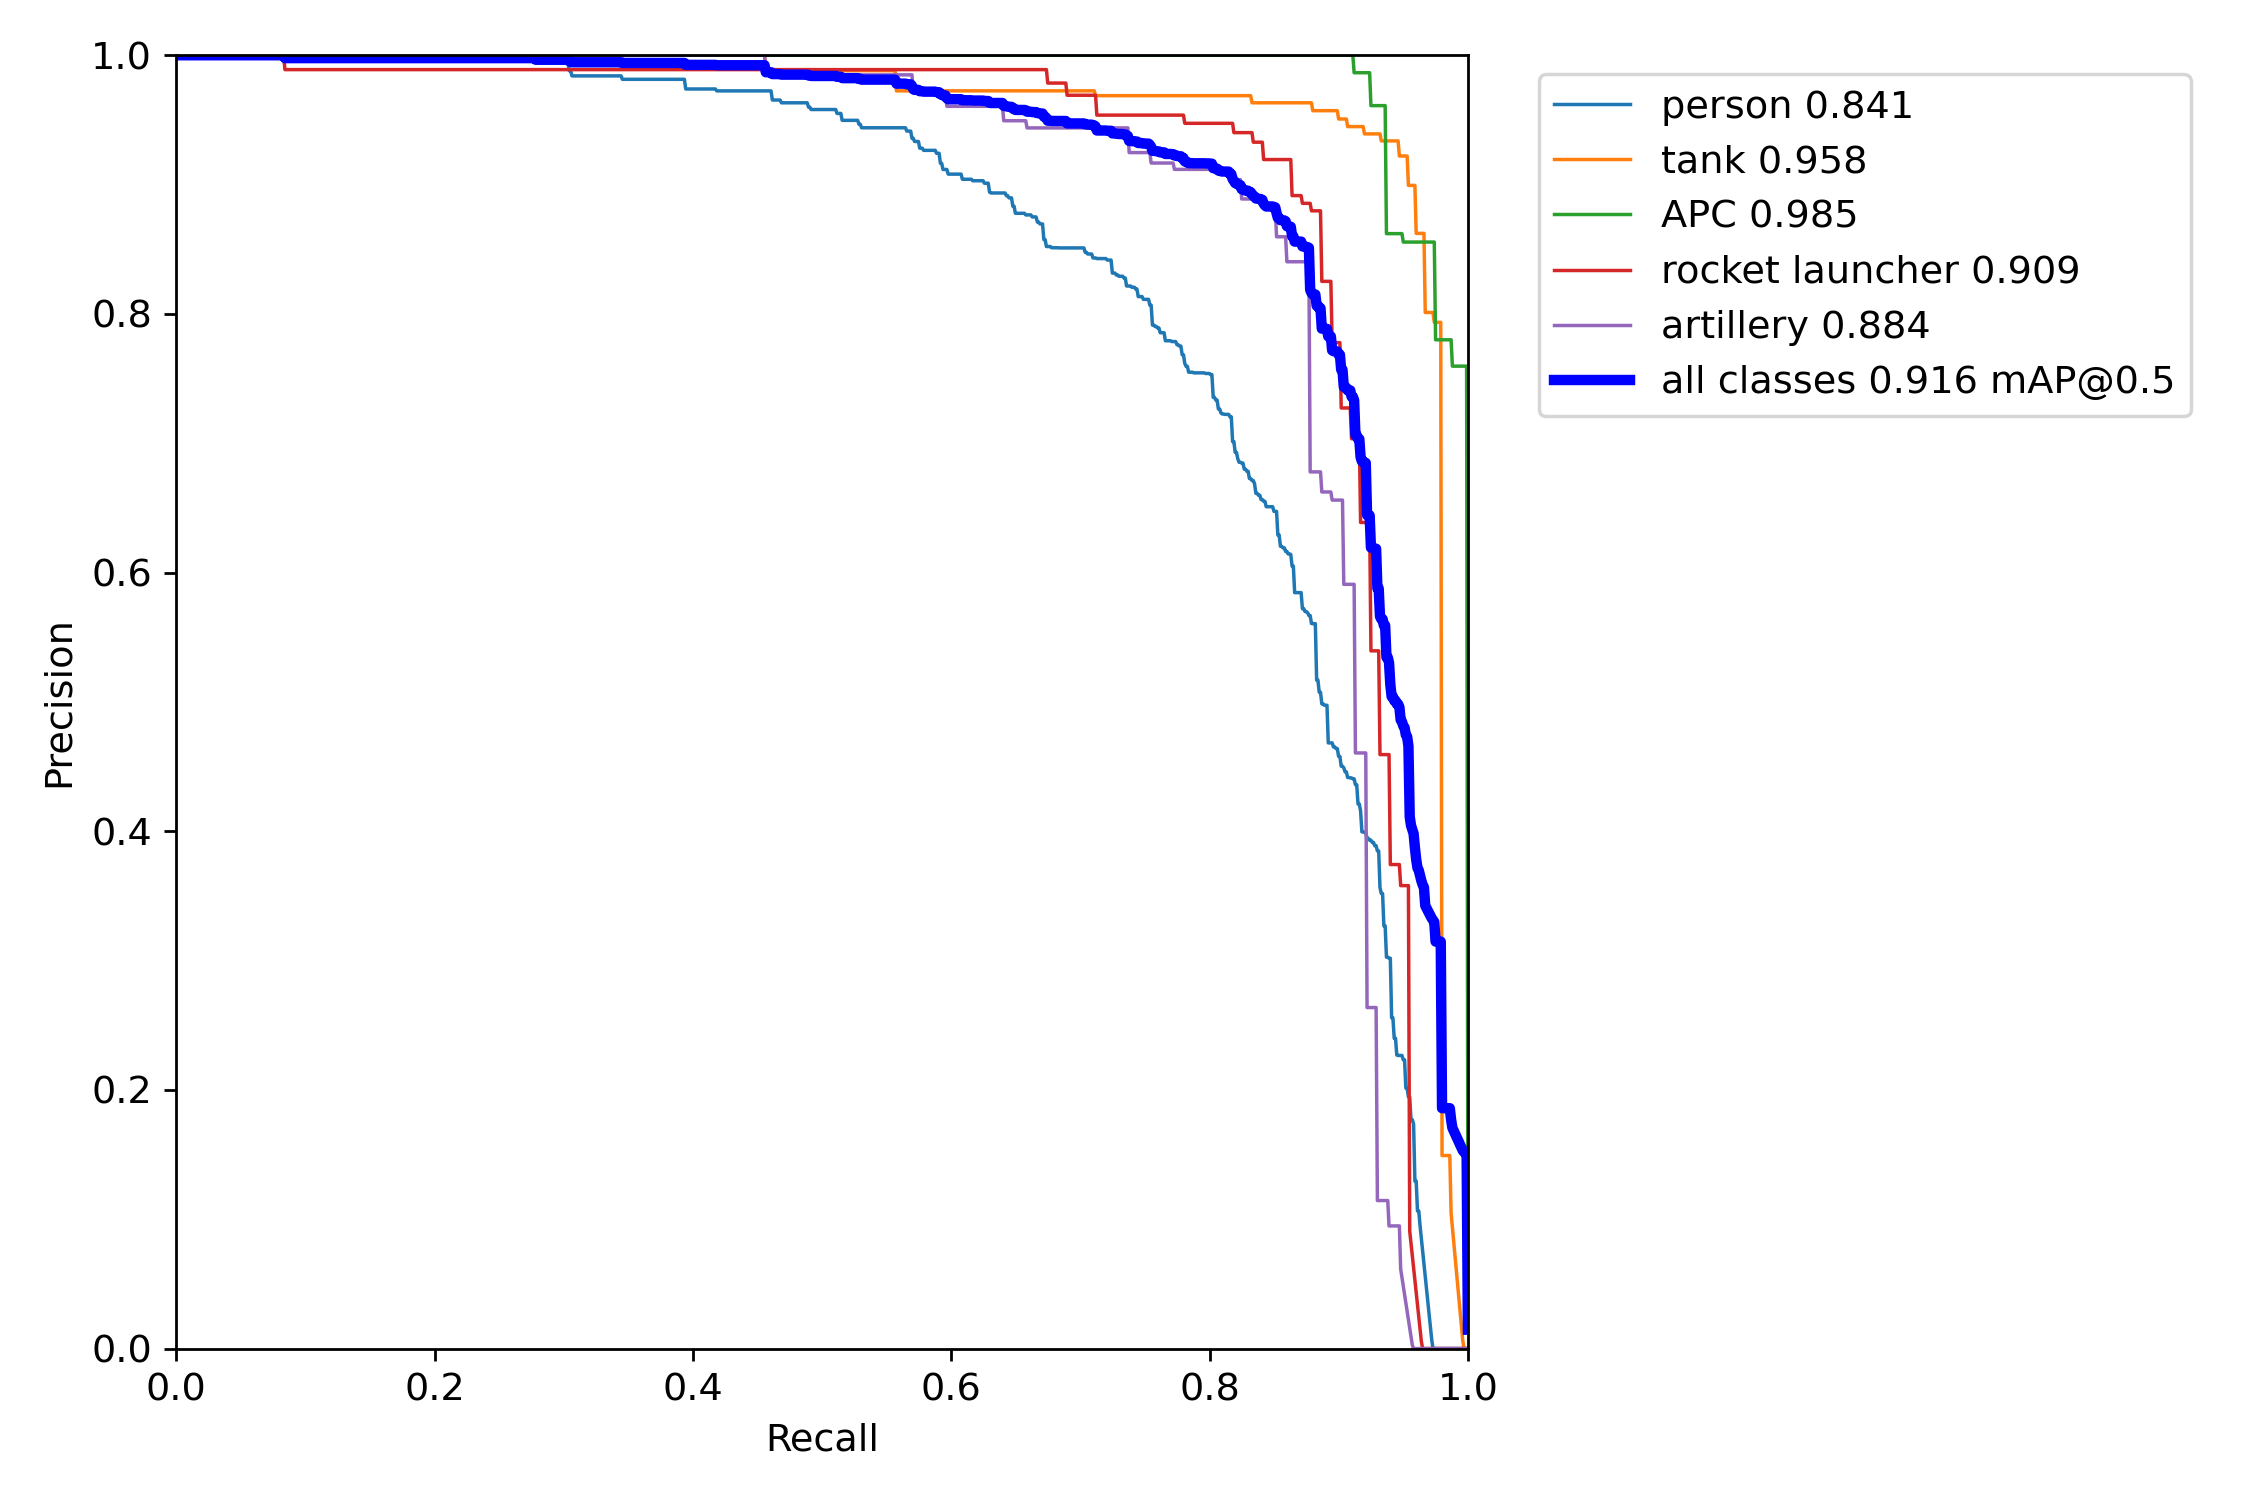 1.0
0.8
0.6
0.4
0.2
0.0
0.0 0.2 0.4 0.6 0.8 1.0
Recall
Precision
person 0.841
tank 0.958
APC 0.985
rocket launcher 0.909
artillery 0.884
all classes 0.916 mAP@0.5